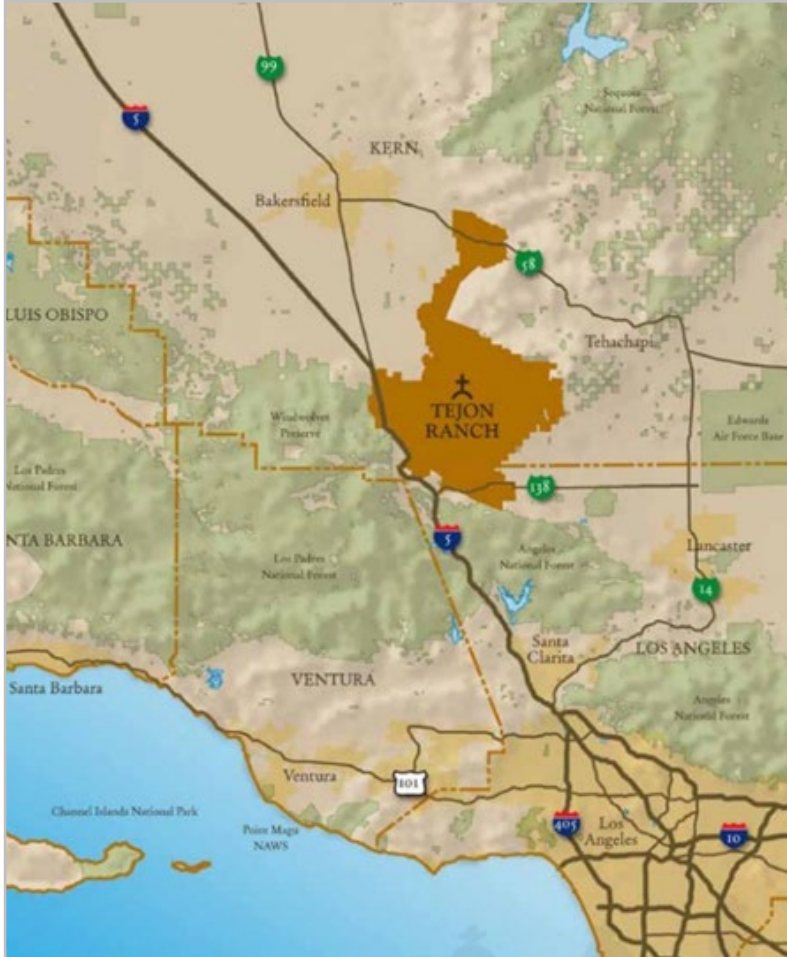 99
5
Sequoia
National Forest
KERN
Bakersfield
58
LUIS OBISPO
Tehachapi
TEJON
RANCH
Windwolves
Preserve
Edwards
Air Force Base
Los Padres
National Forest
138
NTA BARBARA
5
Lancaster
Los Padres
National Forest
Angeles
National Forest
14
Santa
Clarita
LOS ANGELES
Santa Barbara
VENTURA
Angeles
National Forest
Ventura
101
Channel Islands National Park
Point Magu
NAWS
405
Los
Angeles
10